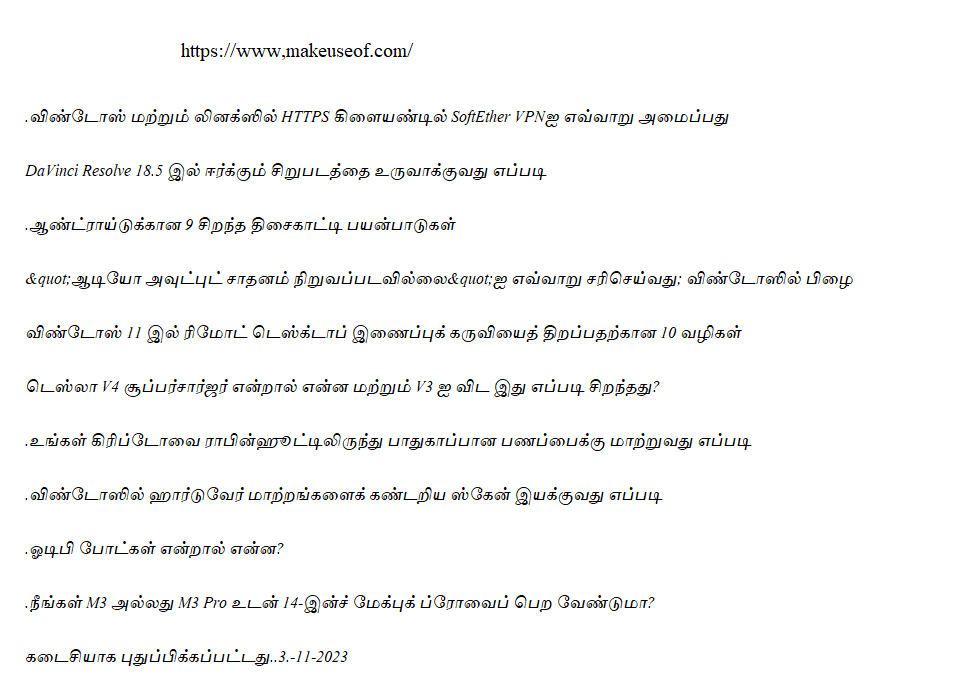 https://www,makeuseof.com/
.விண்டோஸ் மற்றும் லினக்ஸில் HTTPS கிளையண்டில் SoftEther VPNஐ எவ்வாறு அமைப்பது
DaVinci Resolve 18.5 இல் ஈர்க்கும் சிறுபடத்தை உருவாக்குவது எப்படி
.ஆண்ட்ராய்டுக்கான 9 சிறந்த திசைகாட்டி பயன்பாடுகள்
&quot;ஆடியோ அவுட்புட் சாதனம் நிறுவப்படவில்லை&quot;ஐ எவ்வாறு சரிசெய்வது; விண்டோஸில் பிழை
விண்டோஸ் 11 இல் ரிமோட் டெஸ்க்டாப் இணைப்புக் கருவியைத் திறப்பதற்கான 10 வழிகள்
டெஸ்லா V4 சூப்பர்சார்ஜர் என்றால் என்ன மற்றும் V3 ஐ விட இது எப்படி சிறந்தது?
.உங்கள் கிரிப்டோவை ராபின்ஹூட்டிலிருந்து பாதுகாப்பான பணப்பைக்கு மாற்றுவது எப்படி
.விண்டோஸில் ஹார்டுவேர் மாற்றங்களைக் கண்டறிய ஸ்கேன் இயக்குவது எப்படி
.ஓடிபி போட்கள் என்றால் என்ன?
.நீங்கள் M3 அல்லது M3 Pro உடன் 14-இன்ச் மேக்புக் ப்ரோவைப் பெற வேண்டுமா?
கடைசியாக புதுப்பிக்கப்பட்டது..3.-11-2023